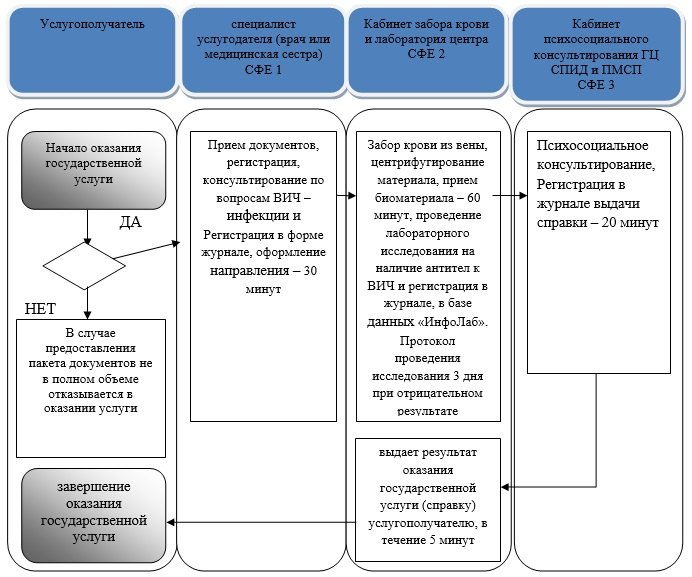 Услугополучатель
специалист
услугодателя (врач или
медицинская сестра)
СФЕ 1
Кабинет забора крови
и лаборатория центра
СФЕ 2
Кабинет
психосоциального
консультирования ГЦ
СПИД и ПМСП
СФЕ 3
Начало оказания
государственной
услуги
ДА
НЕТ
В случае
предоставления
пакета документов не
в полном объеме
отказывается в
оказании услуги
завершение
оказания
государственной
услуги
Прием документов,
регистрация,
консультирование по
вопросам ВИЧ –
инфекции и
Регистрация в форме
журнале, оформление
направления – 30
минут
Забор крови из вены,
центрифугирование
материала, прием
биоматериала – 60
минут, проведение
лабораторного
исследования на
наличие антител к
ВИЧ и регистрация в
журнале, в базе
данных «ИнфоЛаб».
Протокол
проведения
исследования 3 дня
при отрицательном
результате
выдает результат
оказания
государственной
услуги (справку)
услугополучателю, в
течение 5 минут
Психосоциальное
консультирование,
Регистрация в
журнале выдачи
справки – 20 минут